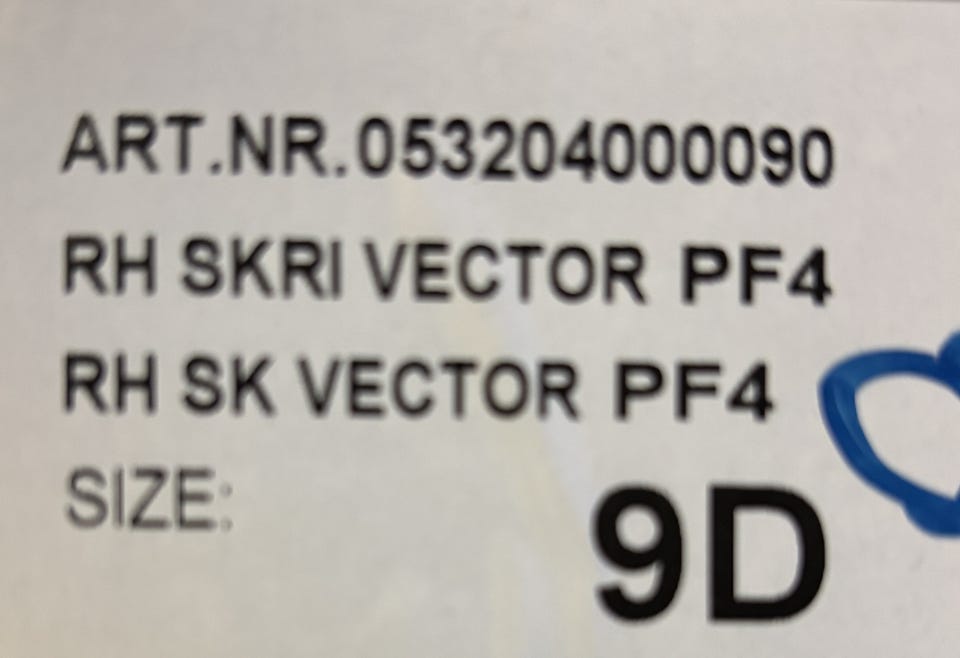 ART.NR.053204000090
RH SKRI VECTOR PF4
RH SK VECTOR PF4
SIZE:
9D